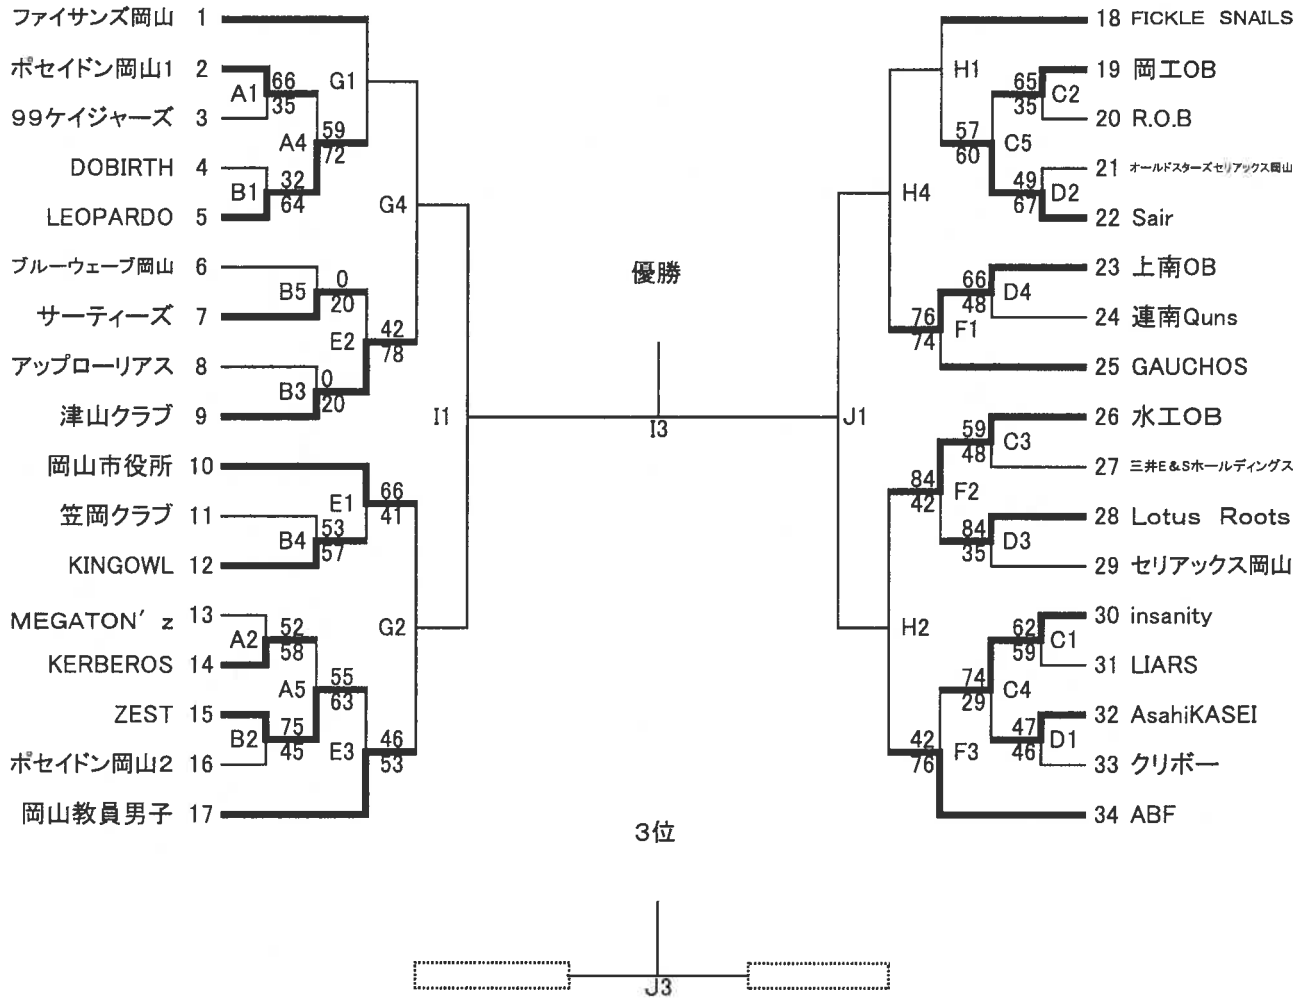 ファイサンズ岡山 1
ポセイドン岡山1 2
A1
66
35
99ケイジャーズ 3
G1
A4
59
72
DOBIRTH 4
B1
32
64
LEOPARDO 5
G4
ブルーウェーブ岡山 6
B5
0
20
サーティーズ 7
E2
42
78
アップローリアス 8
B3
0
20
津山クラブ 9
I1
岡山市役所 10
E1
66
41
笠岡クラブ 11
B4
53
57
KINGOWL 12
MEGATON' z 13
A2
52
58
KERBEROS 14
G2
A5
55
63
ZEST 15
B2
75
45
ポセイドン岡山2 16
E3
46
53
岡山教員男子 17
優勝
I3
3位
J3
18 FICKLE SNAILS
H1
19 岡工OB
65
35
C2
20 R.O.B
57
60
C5
21 オールドスターズセリアックス岡山
49
67
D2
22 Sair
H4
23 上南OB
66
48
D4
24 連南Quns
76
74
F1
25 GAUCHOS
J1
26 水工OB
59
48
C3
27 三井E&Sホールディングス
84
42
F2
28 Lotus Roots
84
35
D3
29 セリアックス岡山
H2
30 insanity
62
59
C1
31 LIARS
74
29
C4
32 AsahiKASEI
47
46
D1
33 クリボー
42
76
F3
34 ABF